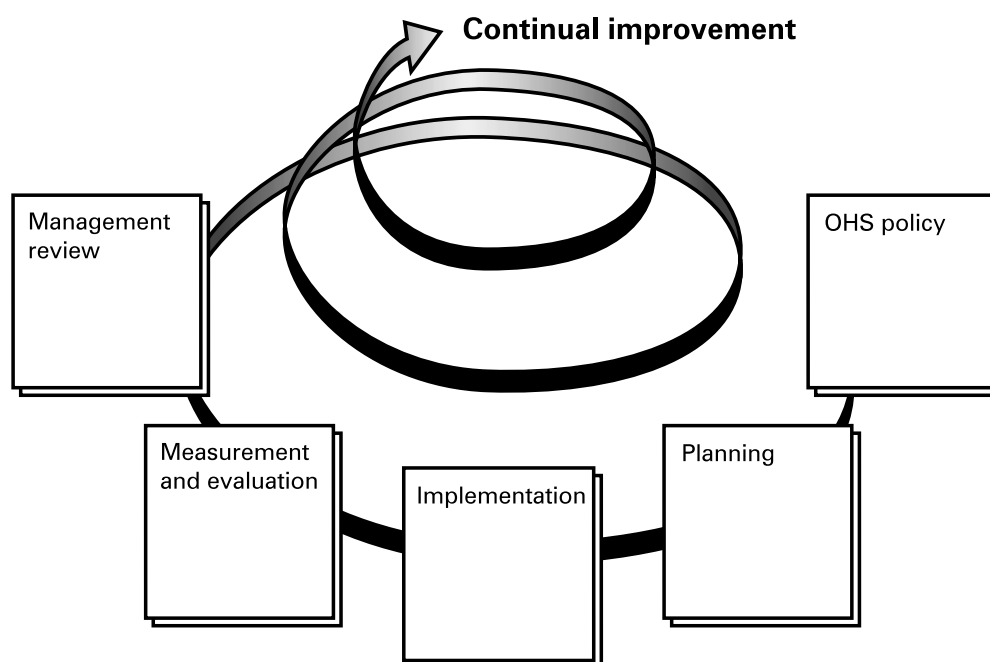 Continual improvement
Management
review
OHS policy
Measurement
and evaluation
Planning
Implementation